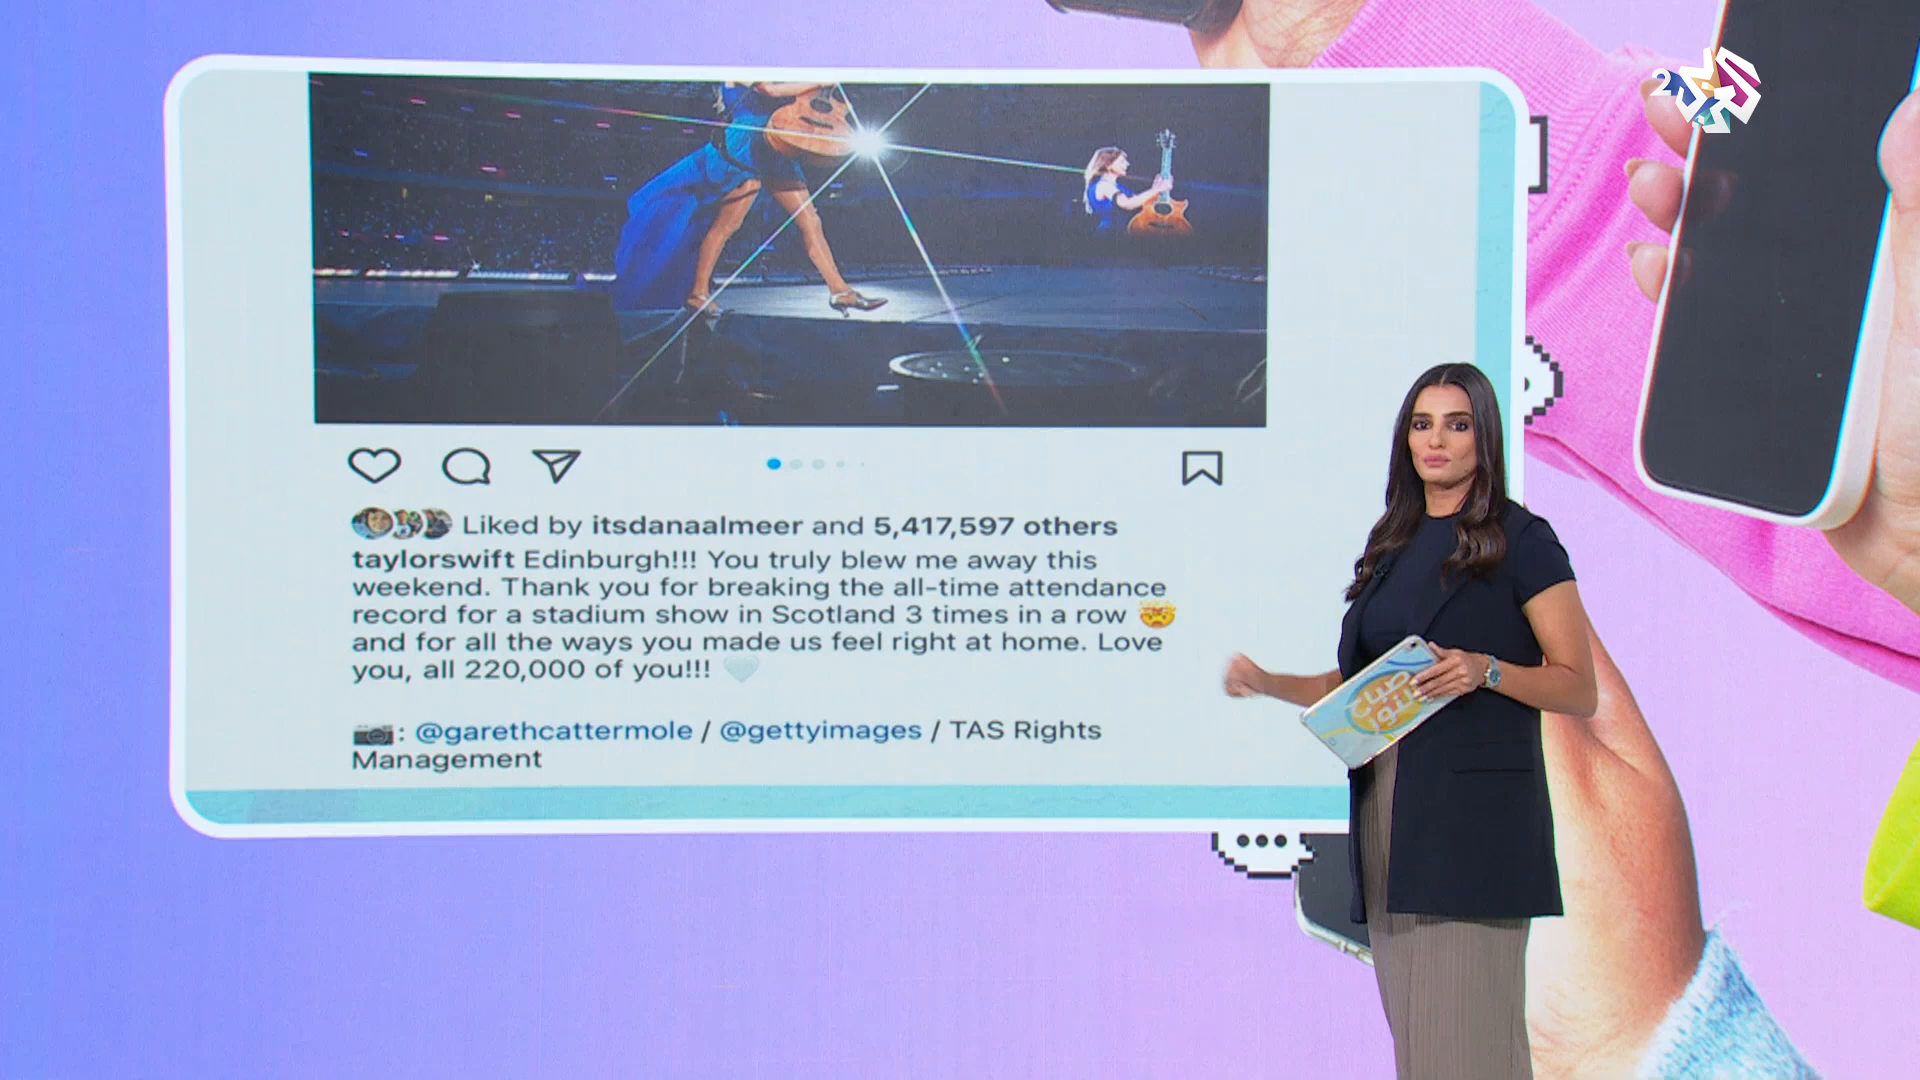 2
Liked by itsdanaalmeer and 5,417,597 others
taylorswift Edinburgh!!! You truly blew me away this
weekend. Thank you for breaking the all-time attendance
record for a stadium show in Scotland 3 times in a row 🤯
and for all the ways you made us feel right at home. Love
you, all 220,000 of you!!! 🩵
📷: @garethcattermole / @gettyimages / TAS Rights
Management
صباح
النور